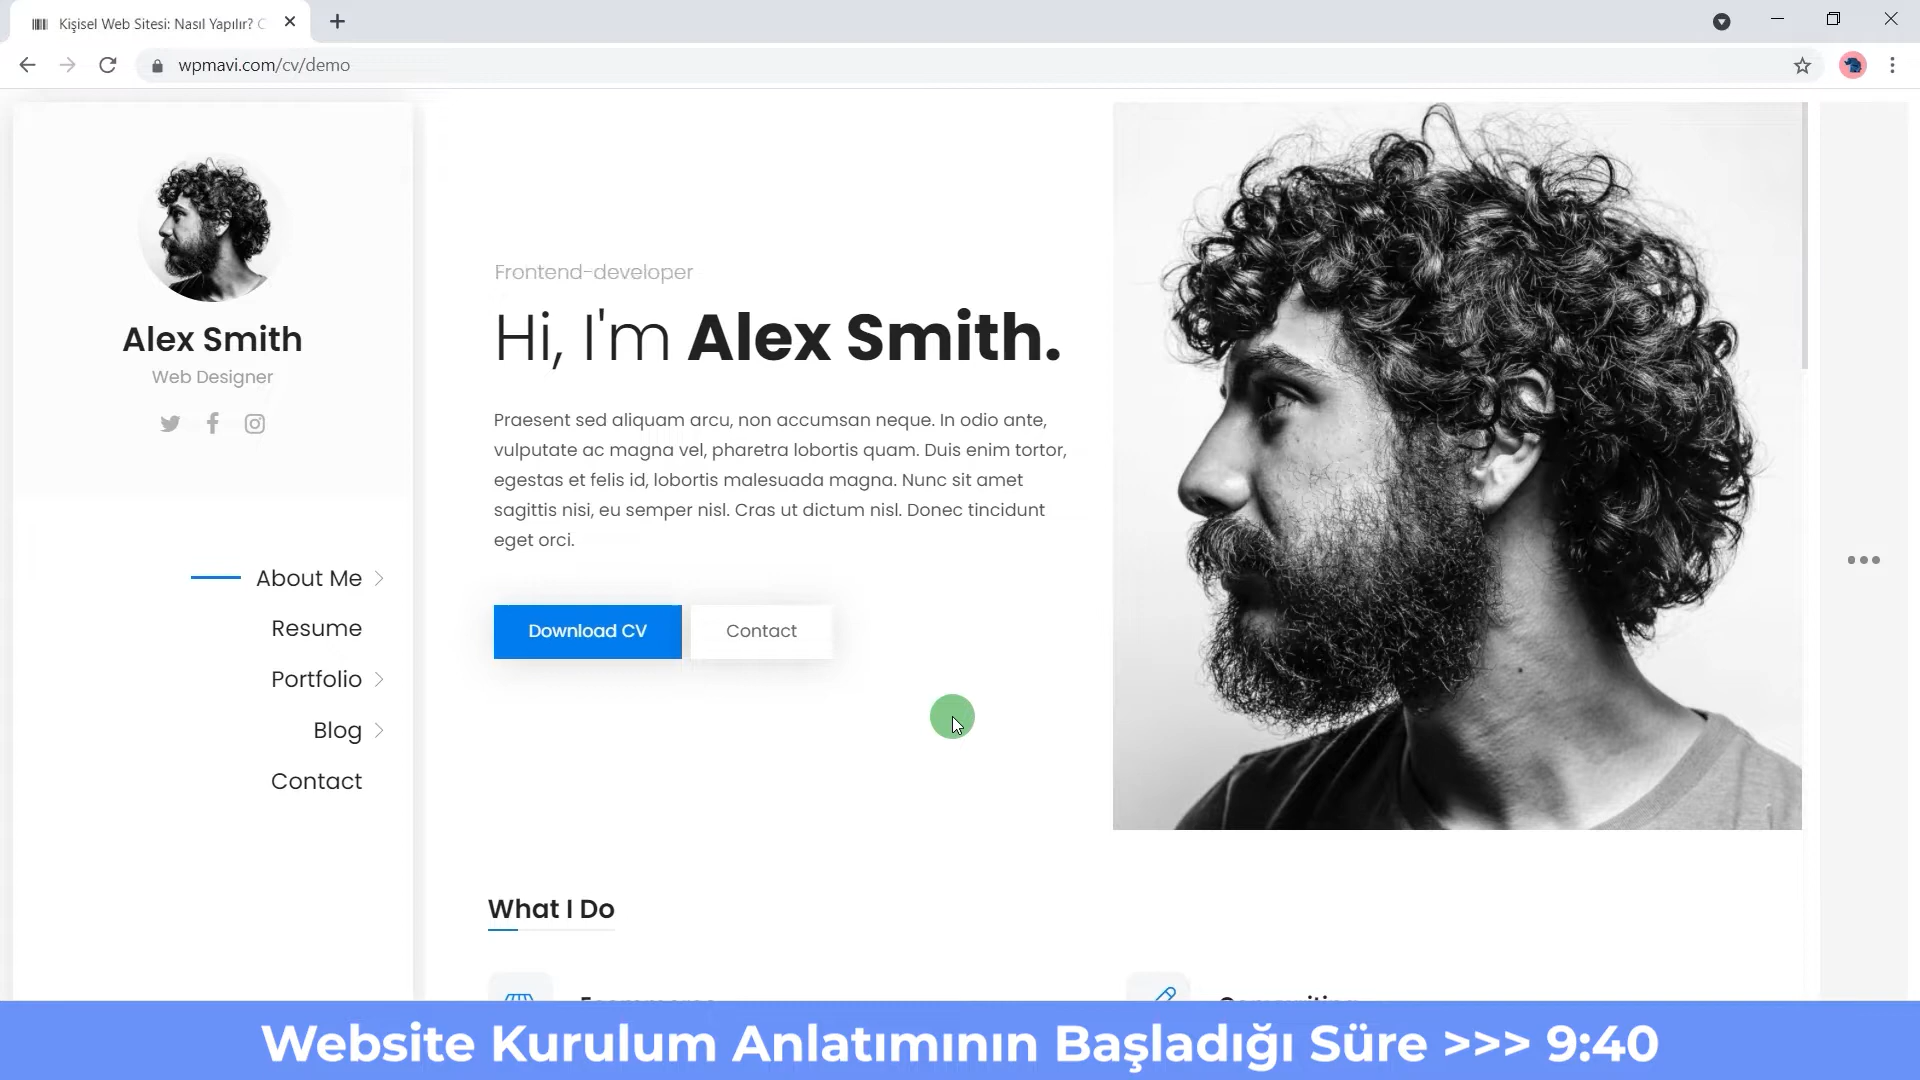 Kişisel Web Sitesi: Nasıl Yapılır?
wpmavi.com/cv/demo
Alex Smith
Web Designer
About Me
Resume
Portfolio
Blog
Contact
Frontend-developer
Hi, I'm Alex Smith.
Praesent sed aliquam arcu, non accumsan neque. In odio ante,
vulputate ac magna vel, pharetra lobortis quam. Duis enim tortor,
egestas et felis id, lobortis malesuada magna. Nunc sit amet
sagittis nisi, eu semper nisl. Cras ut dictum nisl. Donec tincidunt
eget orci.
Download CV
Contact
What I Do
Website Kurulum Anlatımının Başladığı Süre >>> 9:40